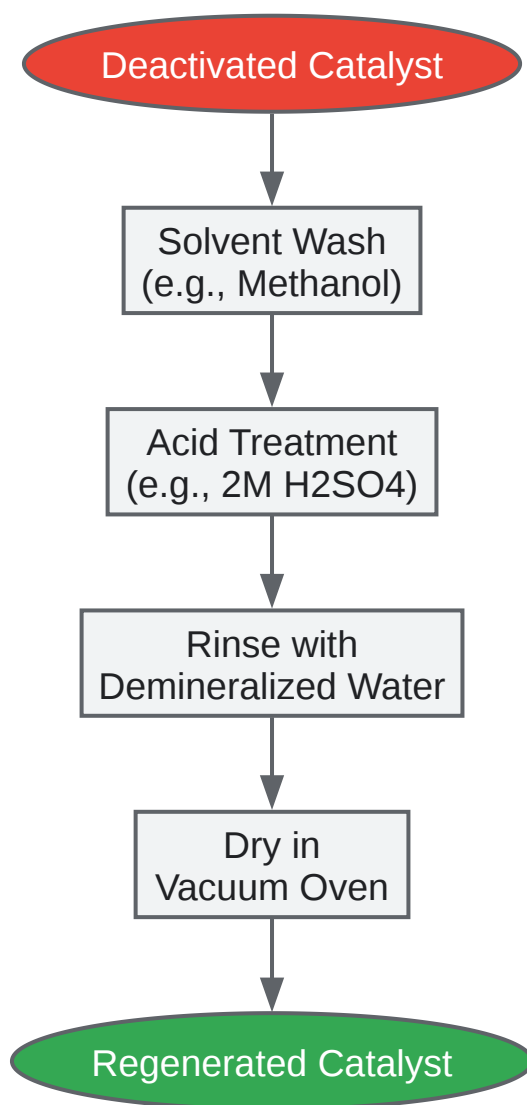 Deactivated Catalyst
Solvent Wash
(e.g., Methanol)
Acid Treatment
(e.g., 2M H2SO4)
Rinse with
Demineralized Water
Dry in
Vacuum Oven
Regenerated Catalyst